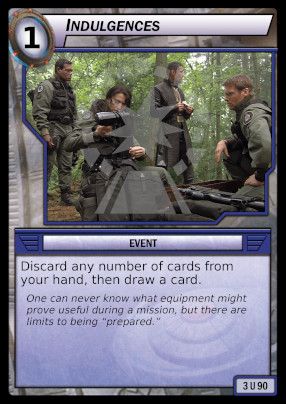 1
INDULGENCES
EVENT
Discard any number of cards from
your hand, then draw a card.
One can never know what equipment might
prove useful during a mission, but there are
limits to being “prepared.”
3 U 90